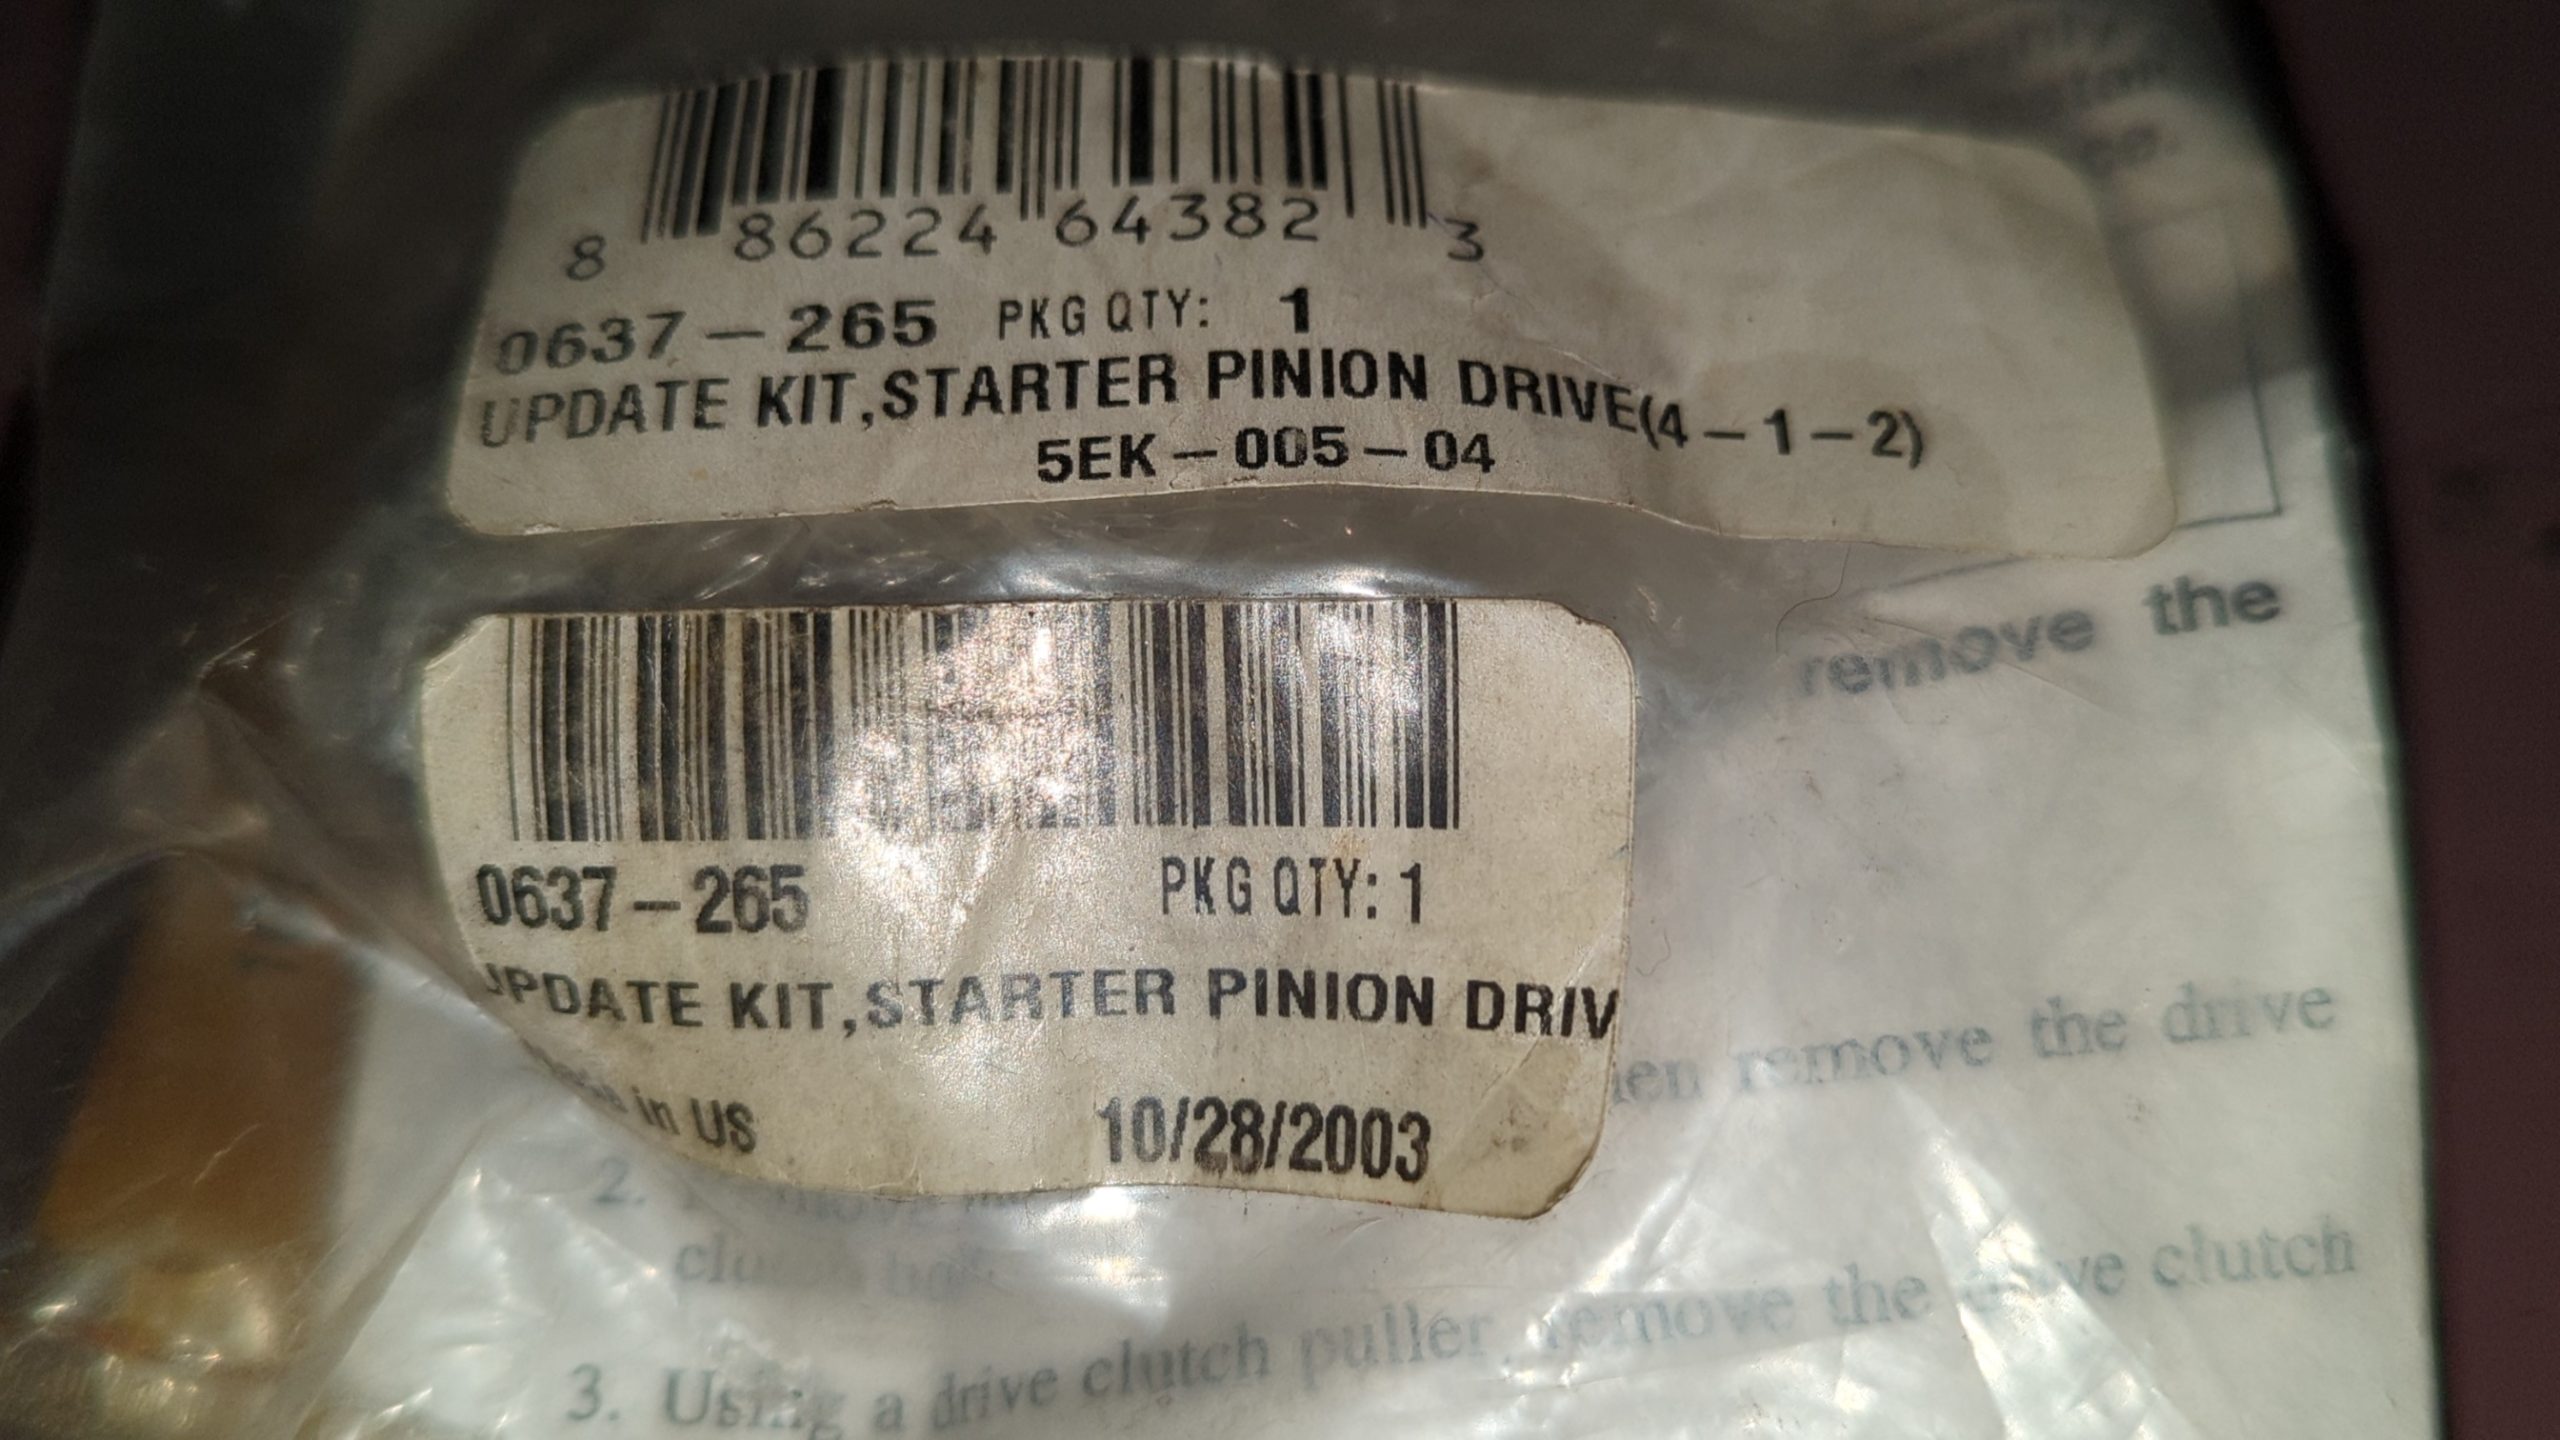 8 86224 64382 3
0637-265 PKG QTY: 1
UPDATE KIT,STARTER PINION DRIVE(4-1-2)
5EK-005-04
remove the
0637-265 PKG QTY: 1
UPDATE KIT,STARTER PINION DRIV
remove the drive
in US 10/28/2003
2.
3. Using a drive clutch puller, remove the drive clutch